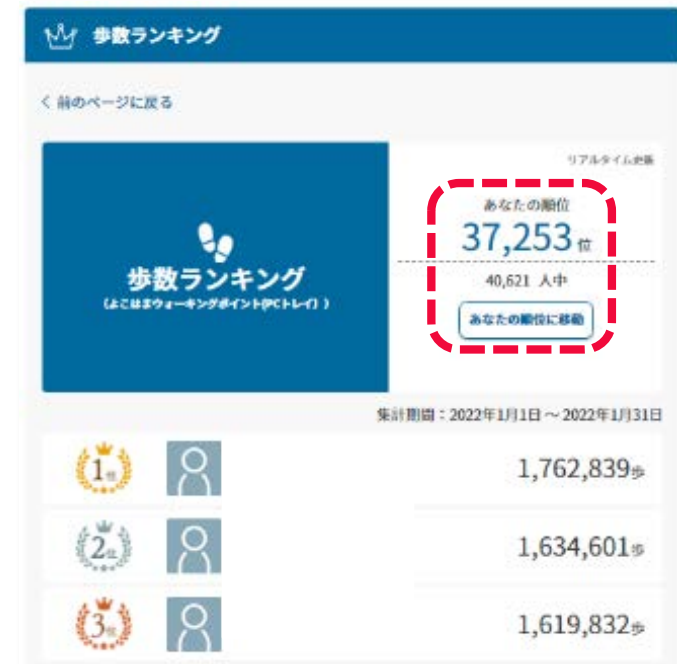 歩数ランキング
く 前のページに戻る
リアルタイム更新
あなたの順位
37,253 位
40,621 人中
あなたの順位に移動
歩数ランキング
(よこはまウォーキングポイント(PCトレイ) )
集計期間：2022年1月1日 ～ 2022年1月31日
1位
1,762,839歩
2位
1,634,601歩
3位
1,619,832歩